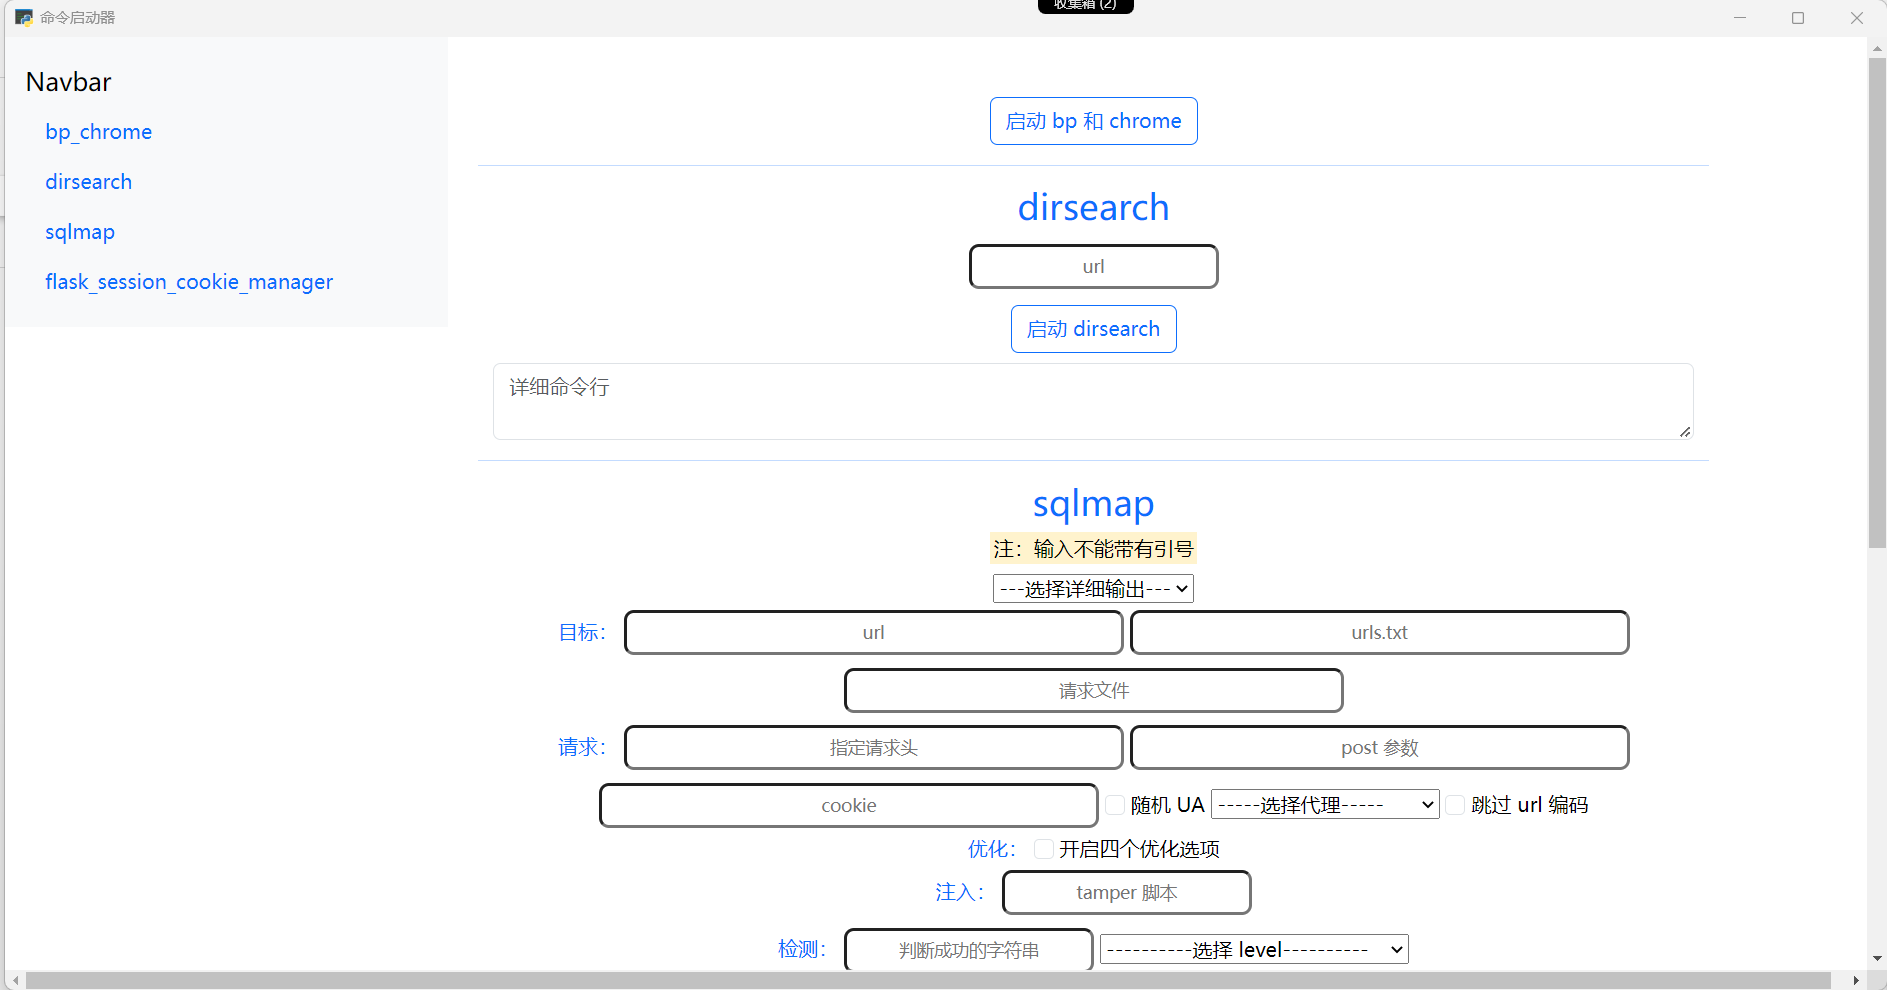 收集箱 (2)
命令启动器
Navbar
bp_chrome
dirsearch
sqlmap
flask_session_cookie_manager
启动 bp 和 chrome
dirsearch
url
启动 dirsearch
详细命令行
sqlmap
注：输入不能带有引号
---选择详细输出---
目标： url urls.txt
请求文件
请求： 指定请求头 post 参数
cookie 随机 UA -----选择代理----- 跳过 url 编码
优化： 开启四个优化选项
注入： tamper 脚本
检测： 判断成功的字符串 ----------选择 level----------